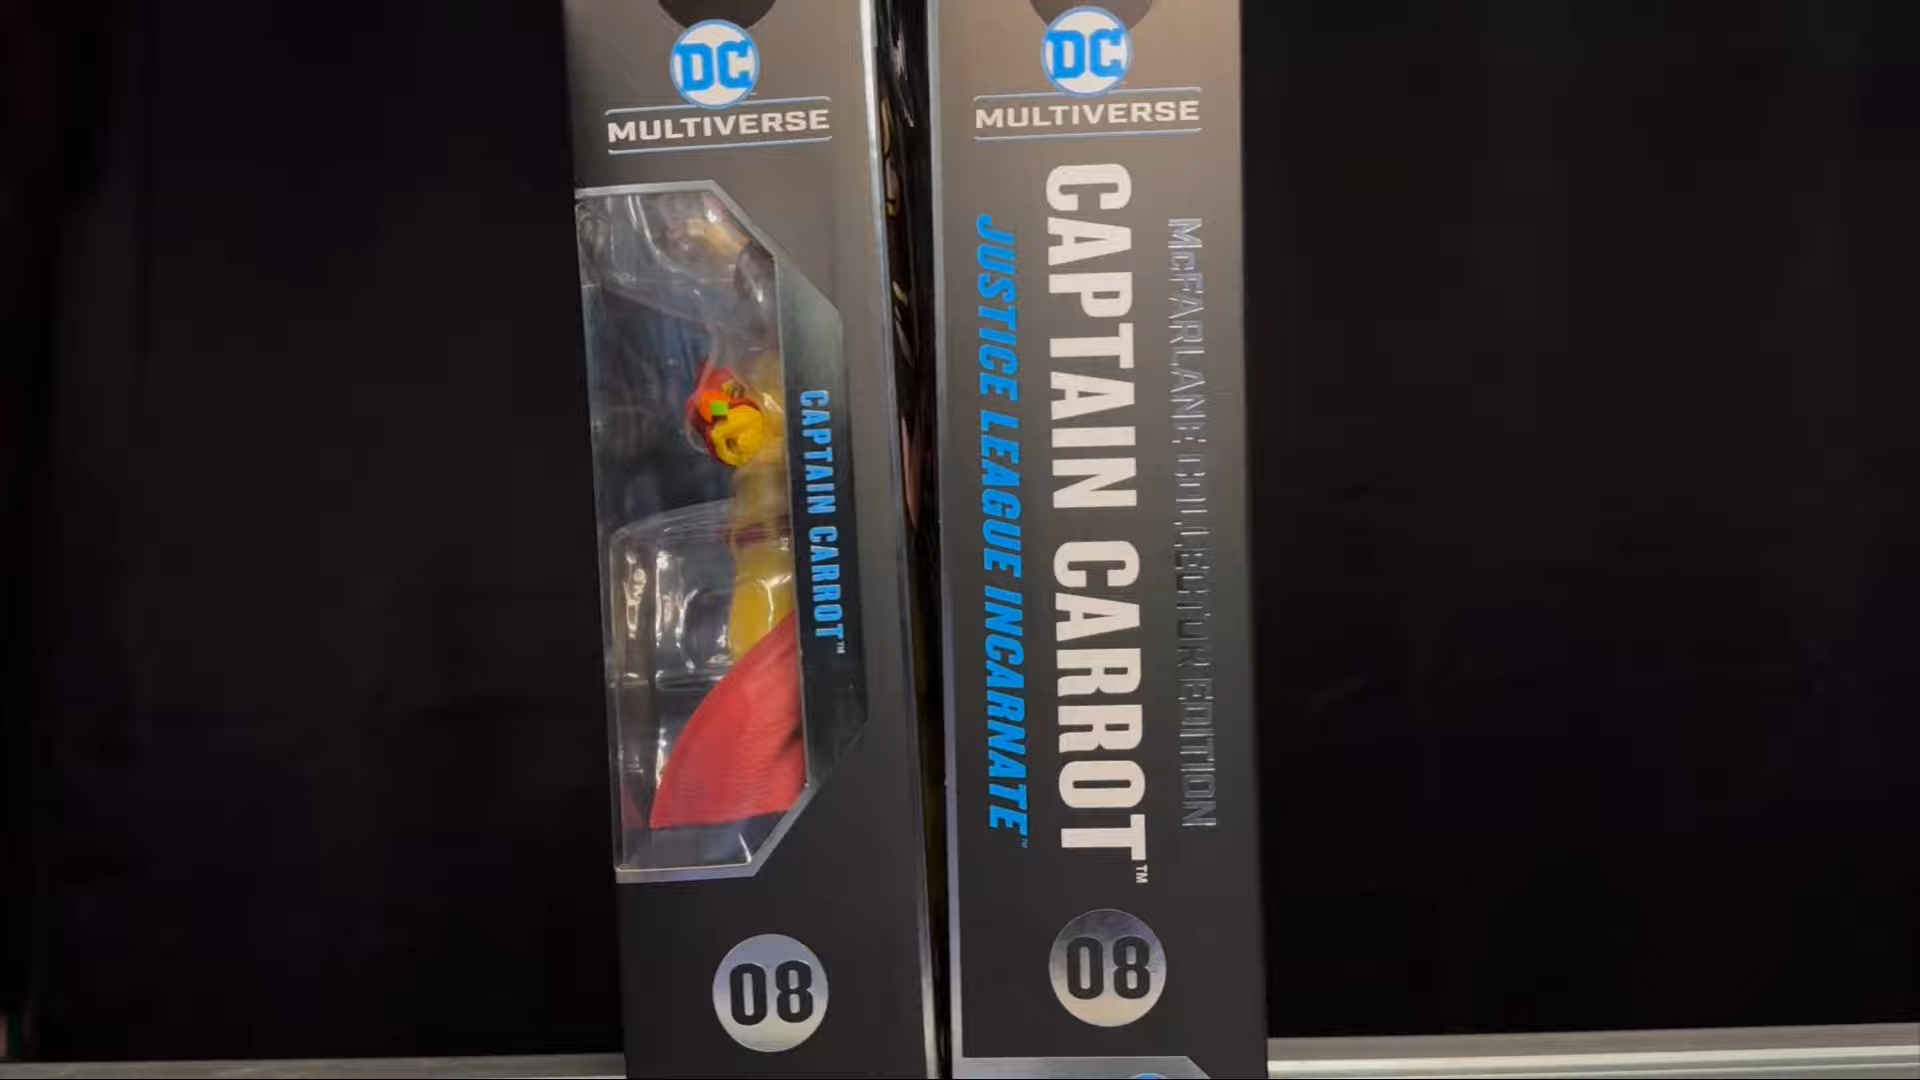 DC
MULTIVERSE
CAPTAIN CARROT™
08
DC
MULTIVERSE
McFARLANE COLLECTOR EDITION
CAPTAIN CARROT™
JUSTICE LEAGUE INCARNATE™
08